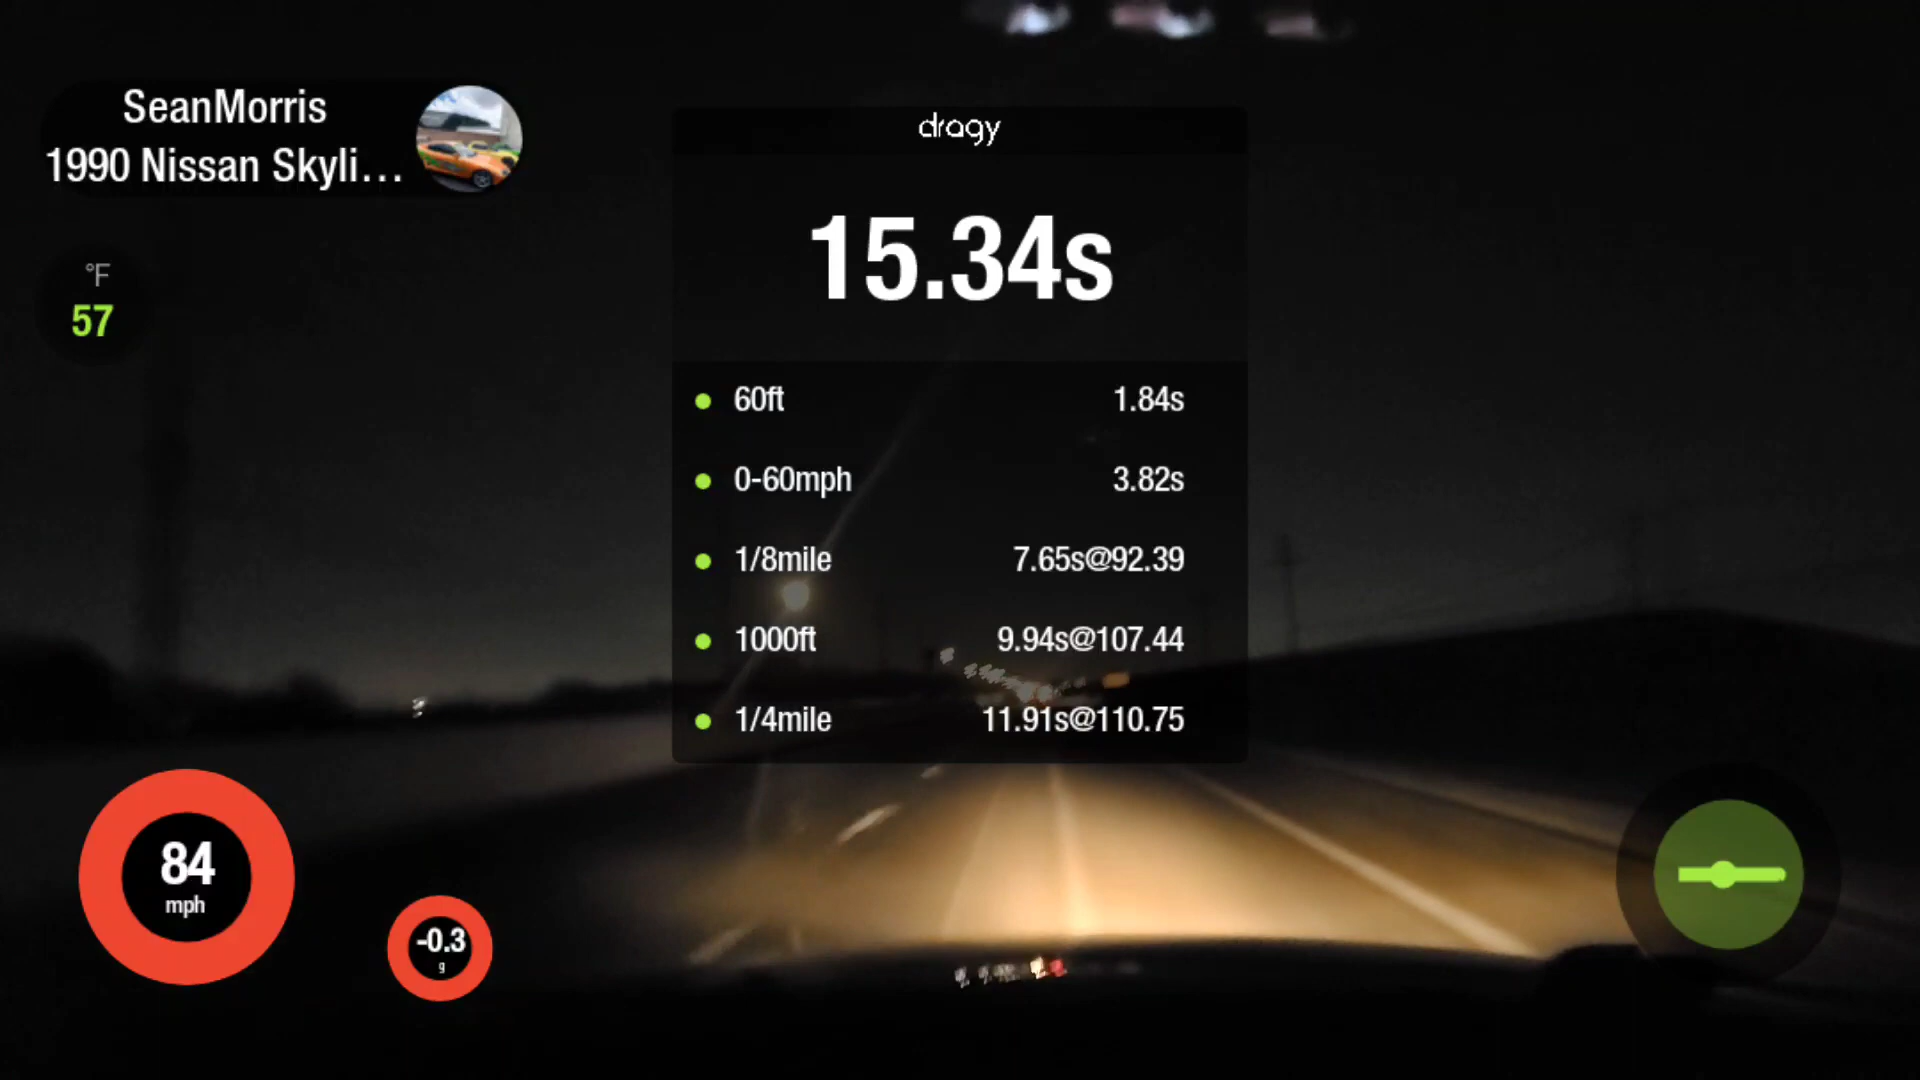 SeanMorris
1990 Nissan Skyli...
°F
57
dragy
15.34s
60ft 1.84s
0-60mph 3.82s
1/8mile 7.65s@92.39
1000ft 9.94s@107.44
1/4mile 11.91s@110.75
84
mph
-0.3
g